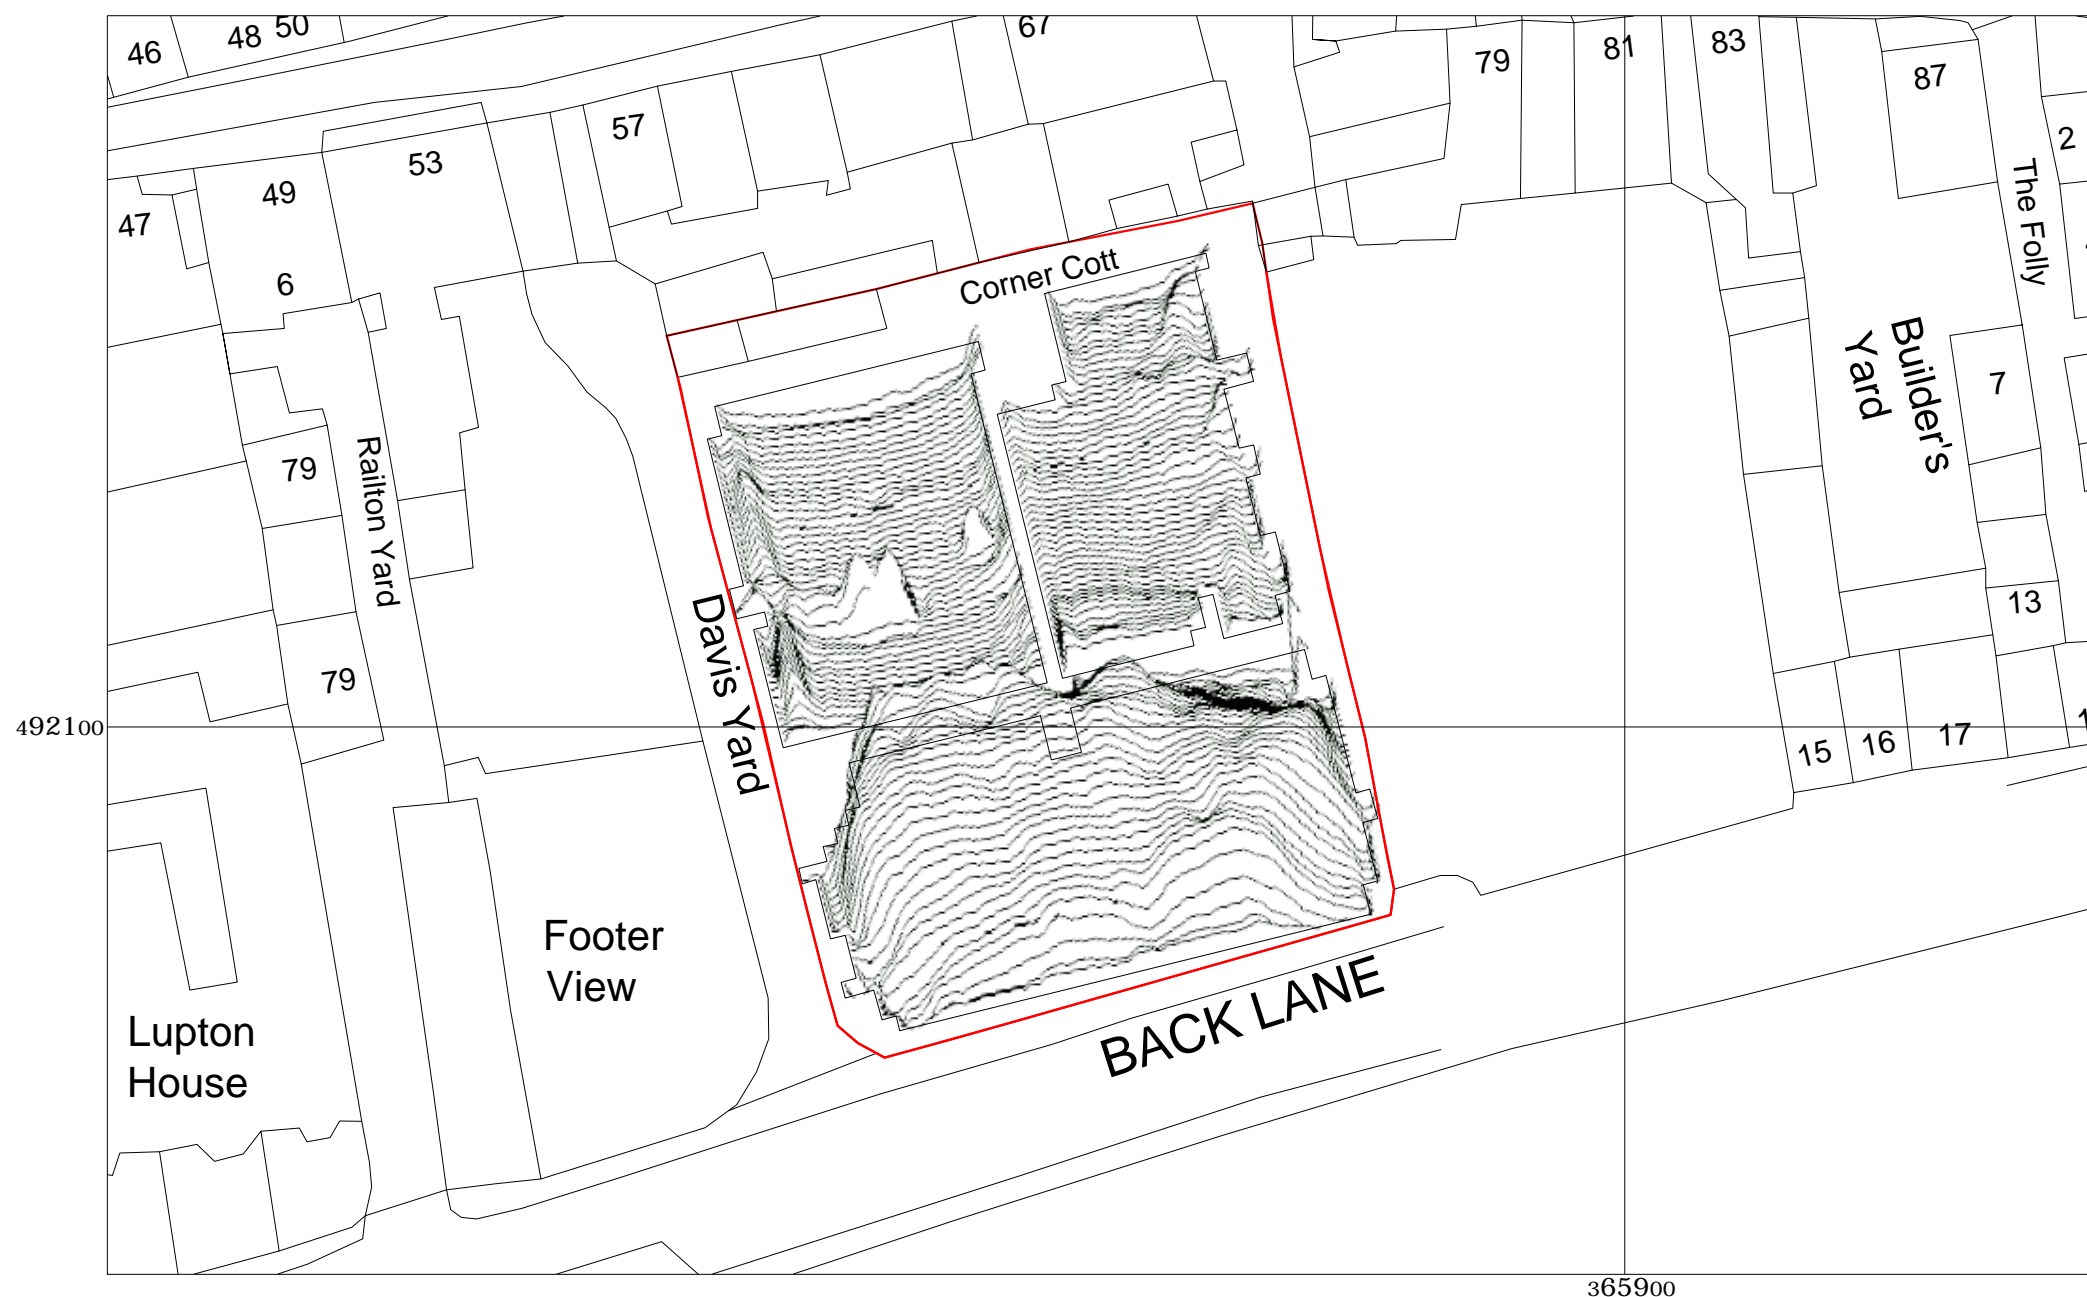 46
48
50
67
79
81
83
87
57
53
49
47
6
2
The Folly
Corner Cott
Builder's
Yard
7
79
Railton Yard
13
79
Davis Yard
492100
15
16
17
Footer
View
BACK LANE
Lupton
House
365900